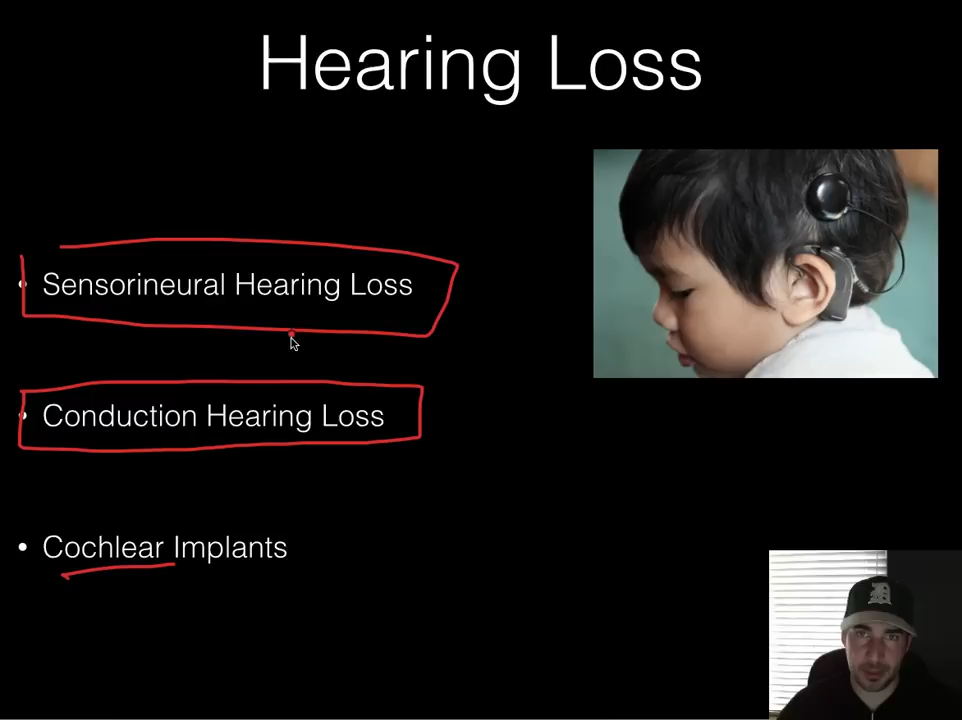 Hearing Loss
• Sensorineural Hearing Loss
• Conduction Hearing Loss
• Cochlear Implants
D